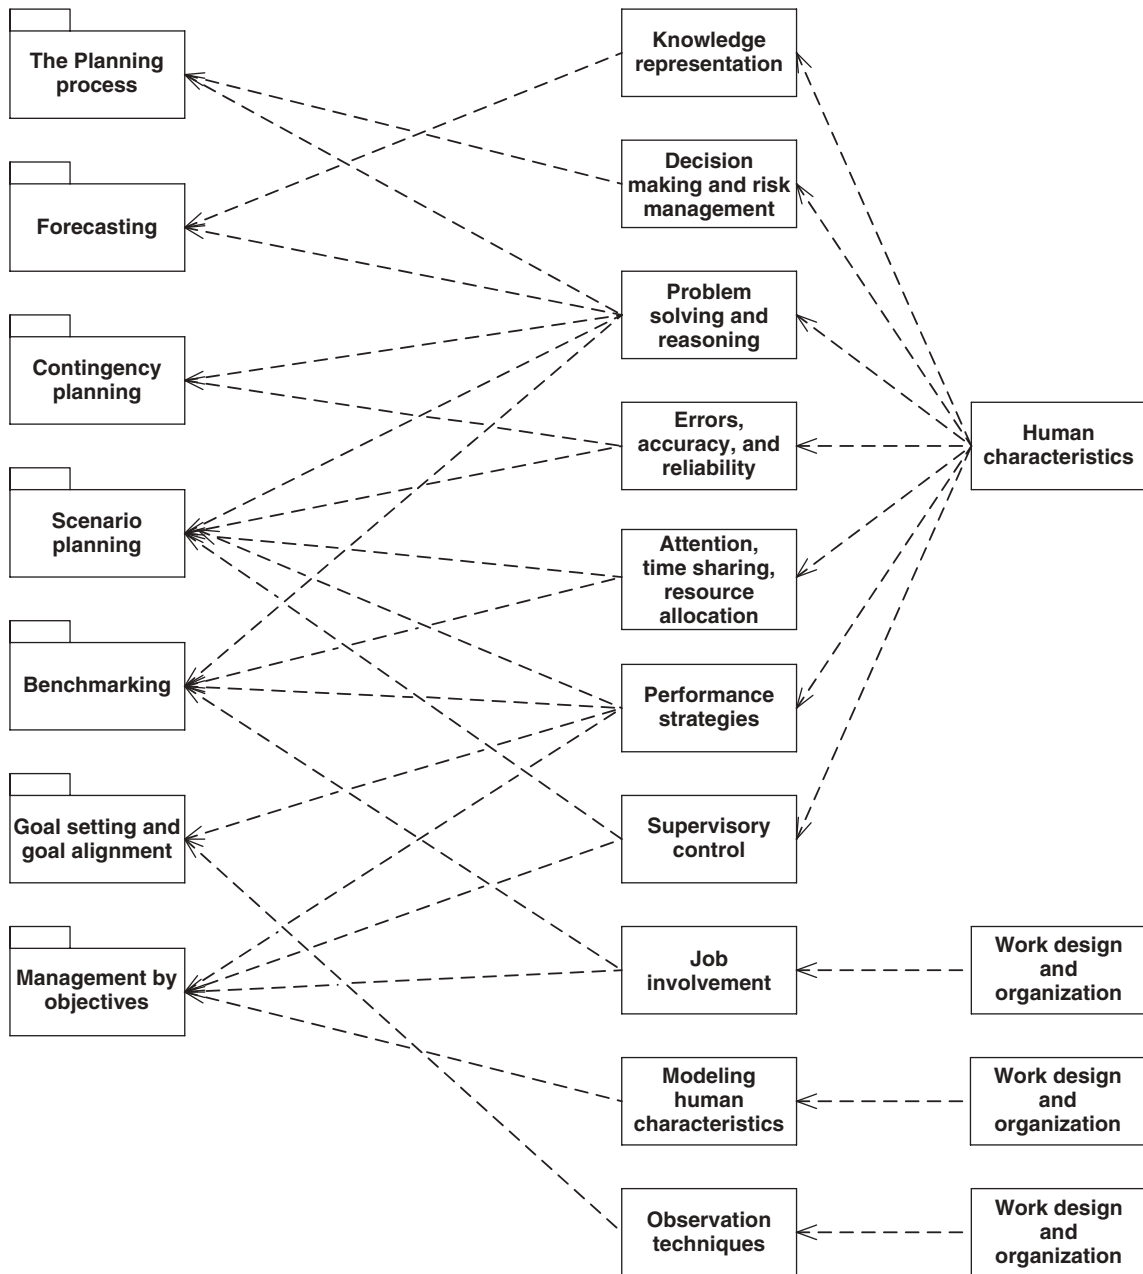 The Planning
process
Forecasting
Contingency
planning
Scenario
planning
Benchmarking
Goal setting and
goal alignment
Management by
objectives
Knowledge
representation
Decision
making and risk
management
Problem
solving and
reasoning
Errors,
accuracy, and
reliability
Attention,
time sharing,
resource
allocation
Performance
strategies
Supervisory
control
Job
involvement
Modeling
human
characteristics
Observation
techniques
Human
characteristics
Work design
and
organization
Work design
and
organization
Work design
and
organization